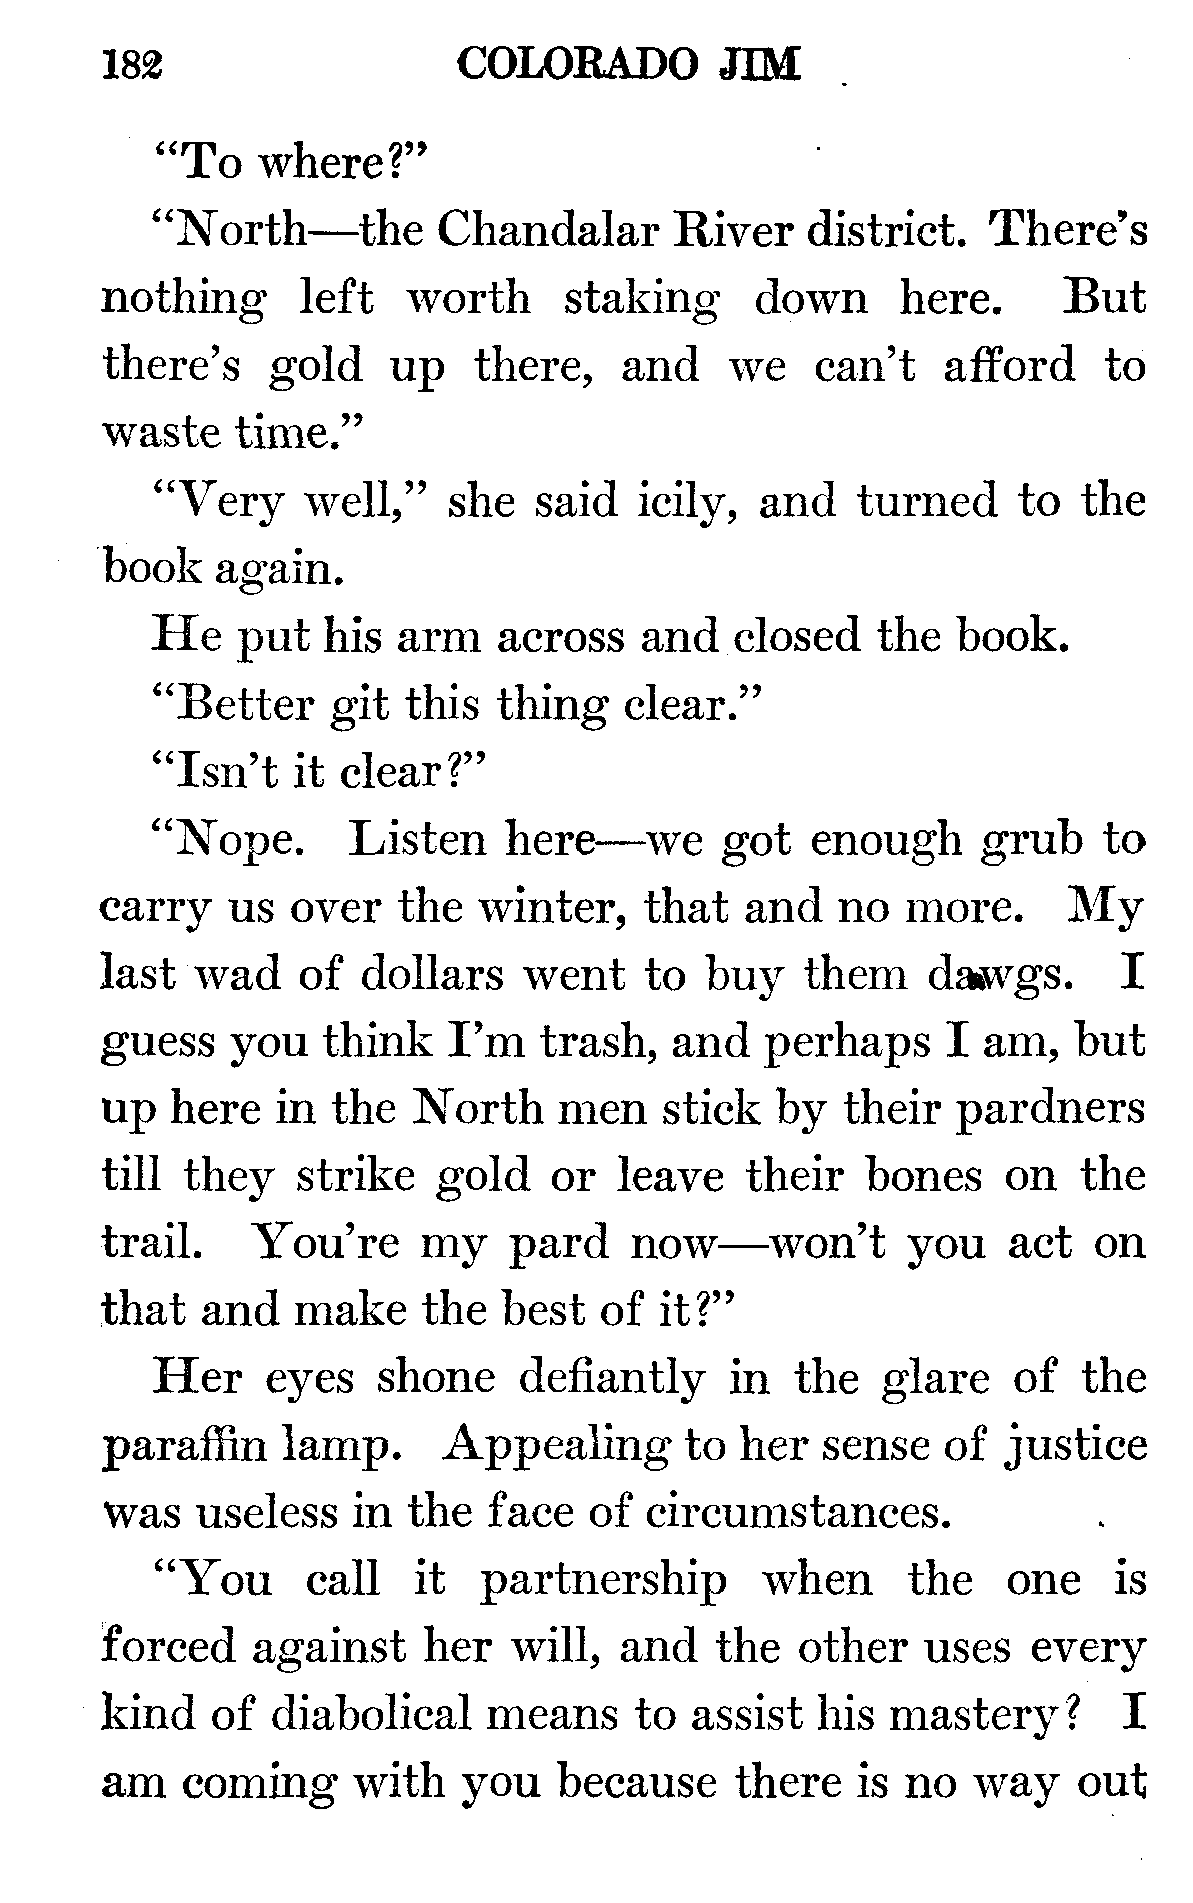 182 COLORADO JIM
“To where?”
“North—the Chandalar River district. There’s
nothing left worth staking down here. But
there’s gold up there, and we can’t afford to
waste time.”
“Very well,” she said icily, and turned to the
book again.
He put his arm across and closed the book.
“Better git this thing clear.”
“Isn’t it clear?”
“Nope. Listen here—we got enough grub to
carry us over the winter, that and no more. My
last wad of dollars went to buy them dawgs. I
guess you think I’m trash, and perhaps I am, but
up here in the North men stick by their pardners
till they strike gold or leave their bones on the
trail. You’re my pard now—won’t you act on
that and make the best of it?”
Her eyes shone defiantly in the glare of the
paraffin lamp. Appealing to her sense of justice
was useless in the face of circumstances.
“You call it partnership when the one is
forced against her will, and the other uses every
kind of diabolical means to assist his mastery? I
am coming with you because there is no way out